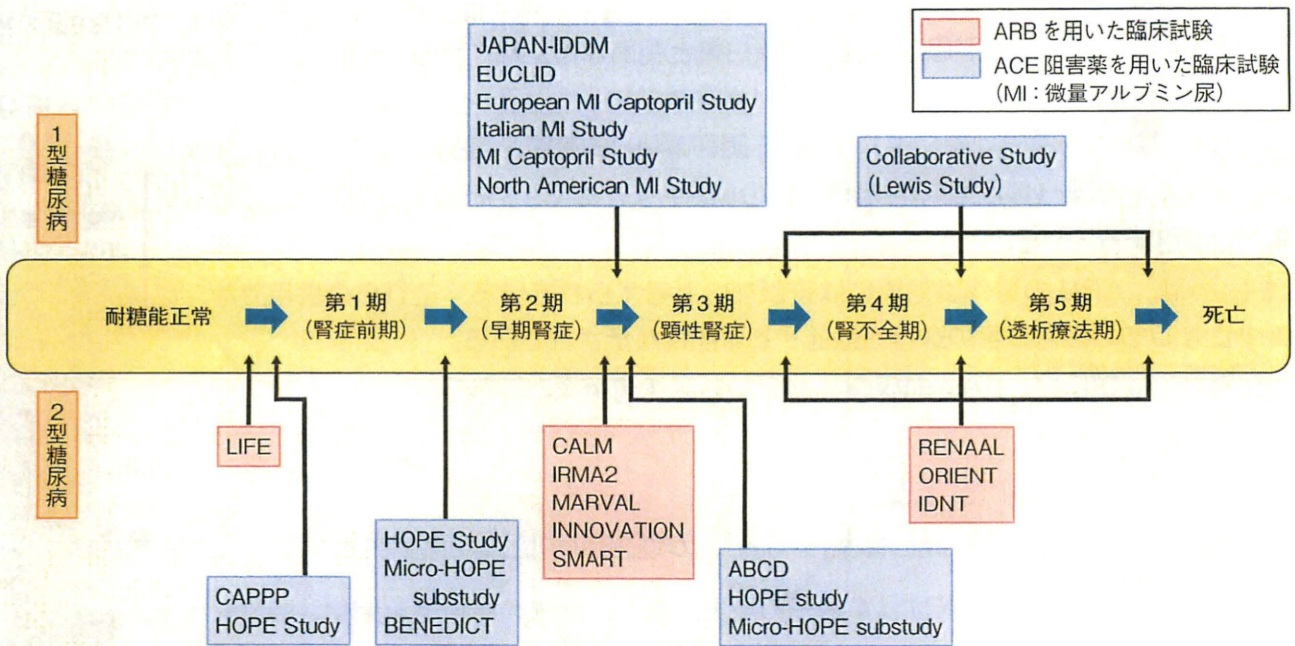 ARBを用いた臨床試験
ACE阻害薬を用いた臨床試験
(MI:微量アルブミン尿)
1型糖尿病
JAPAN-IDDM
EUCLID
European MI Captopril Study
Italian MI Study
MI Captopril Study
North American MI Study
Collaborative Study
(Lewis Study)
耐糖能正常
第1期
(腎症前期)
第2期
(早期腎症)
第3期
(顕性腎症)
第4期
(腎不全期)
第5期
(透析療法期)
死亡
2型糖尿病
LIFE
CAPPP
HOPE Study
HOPE Study
Micro-HOPE
substudy
BENEDICT
CALM
IRMA2
MARVAL
INNOVATION
SMART
ABCD
HOPE study
Micro-HOPE substudy
RENAAL
ORIENT
IDNT